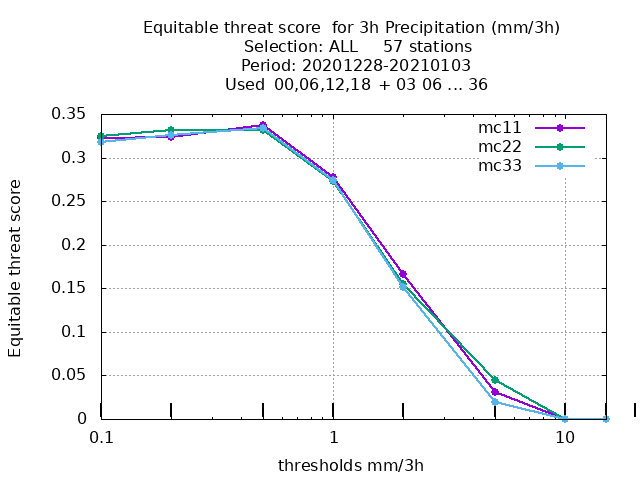 Equitable threat score  for 3h Precipitation (mm/3h)
Selection: ALL     57 stations
Period: 20201228-20210103
Used  00,06,12,18 + 03 06 ... 36
mc11
mc22
mc33
Equitable threat score
0.35
0.3
0.25
0.2
0.15
0.1
0.05
0
0.1 1 10
thresholds mm/3h